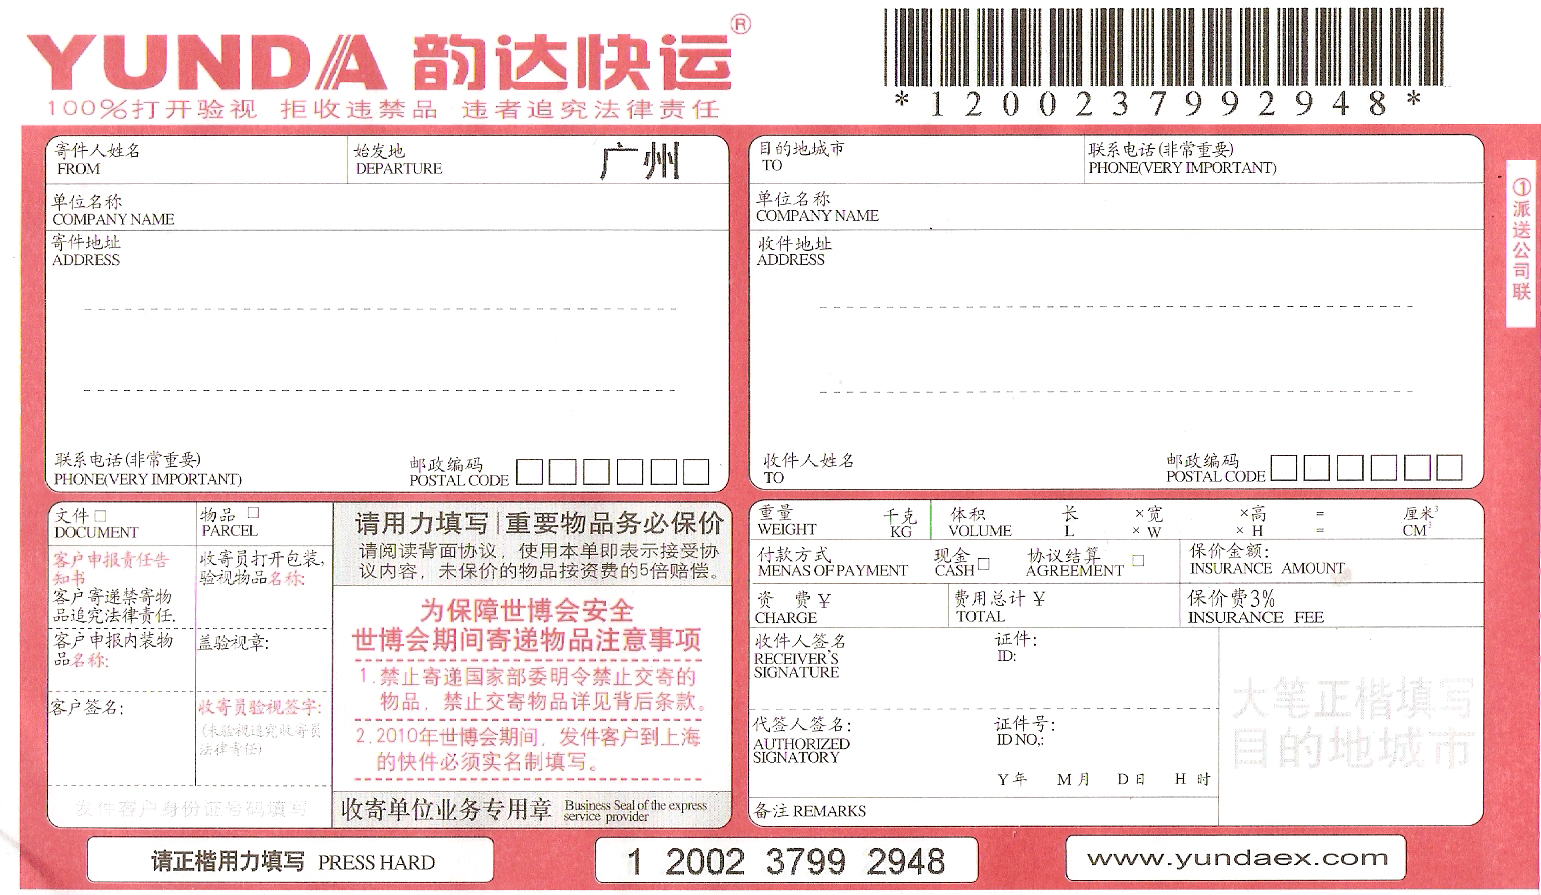 YUNDA 韵达快运®
100%打开验视 拒收违禁品 违者追究法律责任
*1200237992948*
寄件人姓名
FROM
始发地
DEPARTURE
广州
单位名称
COMPANY NAME
寄件地址
ADDRESS
联系电话(非常重要)
PHONE(VERY IMPORTANT)
邮政编码
POSTAL CODE
目的地城市
TO
联系电话(非常重要)
PHONE(VERY IMPORTANT)
单位名称
COMPANY NAME
收件地址
ADDRESS
收件人姓名
TO
邮政编码
POSTAL CODE
①派送公司联
文件□
DOCUMENT
物品 □
PARCEL
客户申报责任告
知书
客户寄递禁寄物
品追究法律责任.
收寄员打开包装,
验视物品名称:
客户申报内装物
品名称:
盖验视章:
客户签名:
收寄员验视签字:
(未验视追究收寄员
法律责任)
发件客户身份证号码填写
请用力填写|重要物品务必保价
请阅读背面协议，使用本单即表示接受协
议内容，未保价的物品按资费的5倍赔偿。
为保障世博会安全
世博会期间寄递物品注意事项
1.禁止寄递国家部委明令禁止交寄的
物品，禁止交寄物品详见背后条款。
2.2010年世博会期间，发件客户到上海
的快件必须实名制填写。
收寄单位业务专用章
Business Seal of the express
service provider
重量 千克
WEIGHT KG
体积 长 ×宽 ×高 = 厘米³
VOLUME L × W × H = CM³
付款方式
MENAS OF PAYMENT
现金
CASH□
协议结算
AGREEMENT □
保价金额:
INSURANCE AMOUNT
资 费￥
CHARGE
费用总计￥
TOTAL
保价费3%
INSURANCE FEE
收件人签名
RECEIVER'S
SIGNATURE
证件:
ID:
代签人签名:
AUTHORIZED
SIGNATORY
证件号:
ID NO,:
Y年 M月 D日 H时
备注 REMARKS
大笔正楷填写
目的地城市
请正楷用力填写 PRESS HARD
1 2002 3799 2948
www.yundaex.com